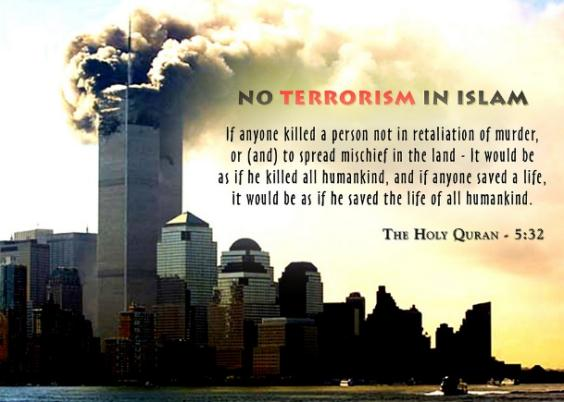 NO TERRORISM IN ISLAM
If anyone killed a person not in retaliation of murder,
or (and) to spread mischief in the land - It would be
as if he killed all humankind, and if anyone saved a life,
it would be as if he saved the life of all humankind.
The Holy Quran - 5:32